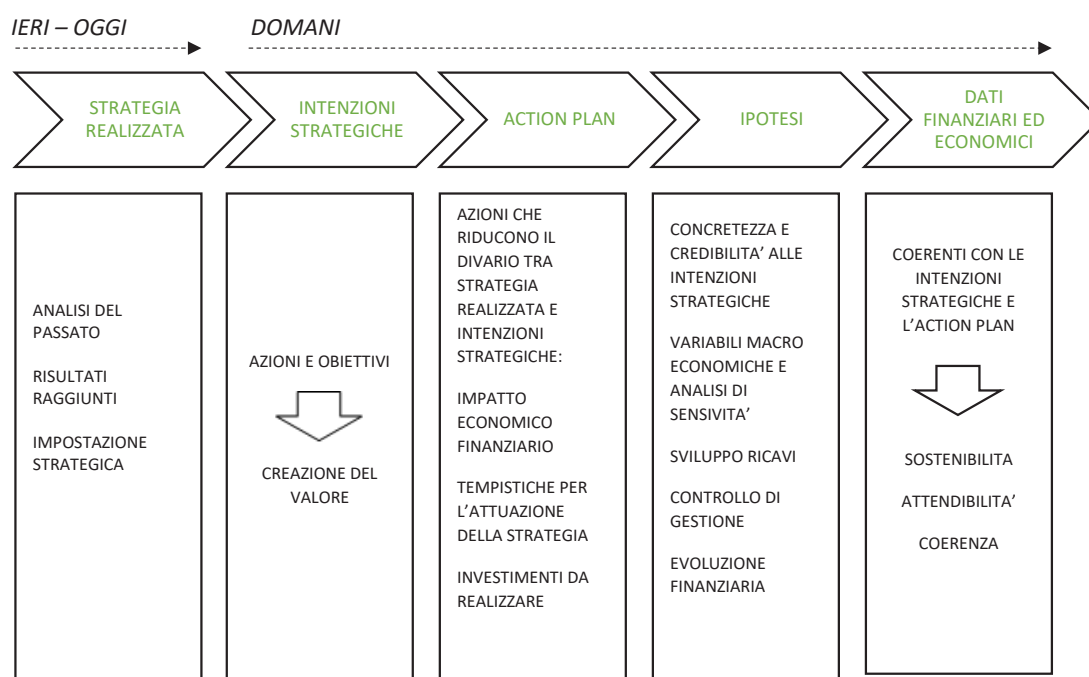 IERI – OGGI
DOMANI
STRATEGIA
REALIZZATA
INTENZIONI
STRATEGICHE
ACTION PLAN
IPOTESI
DATI
FINANZIARI ED
ECONOMICI
ANALISI DEL
PASSATO
RISULTATI
RAGGIUNTI
IMPOSTAZIONE
STRATEGICA
AZIONI E OBIETTIVI
CREAZIONE DEL
VALORE
AZIONI CHE
RIDUCONO IL
DIVARIO TRA
STRATEGIA
REALIZZATA E
INTENZIONI
STRATEGICHE:
IMPATTO
ECONOMICO
FINANZIARIO
TEMPISTICHE PER
L’ATTUAZIONE
DELLA STRATEGIA
INVESTIMENTI DA
REALIZZARE
CONCRETEZZA E
CREDIBILITA’ ALLE
INTENZIONI
STRATEGICHE
VARIABILI MACRO
ECONOMICHE E
ANALISI DI
SENSIVITA’
SVILUPPO RICAVI
CONTROLLO DI
GESTIONE
EVOLUZIONE
FINANZIARIA
COERENTI CON LE
INTENZIONI
STRATEGICHE E
L’ACTION PLAN
SOSTENIBILITA
ATTENDIBILITA’
COERENZA